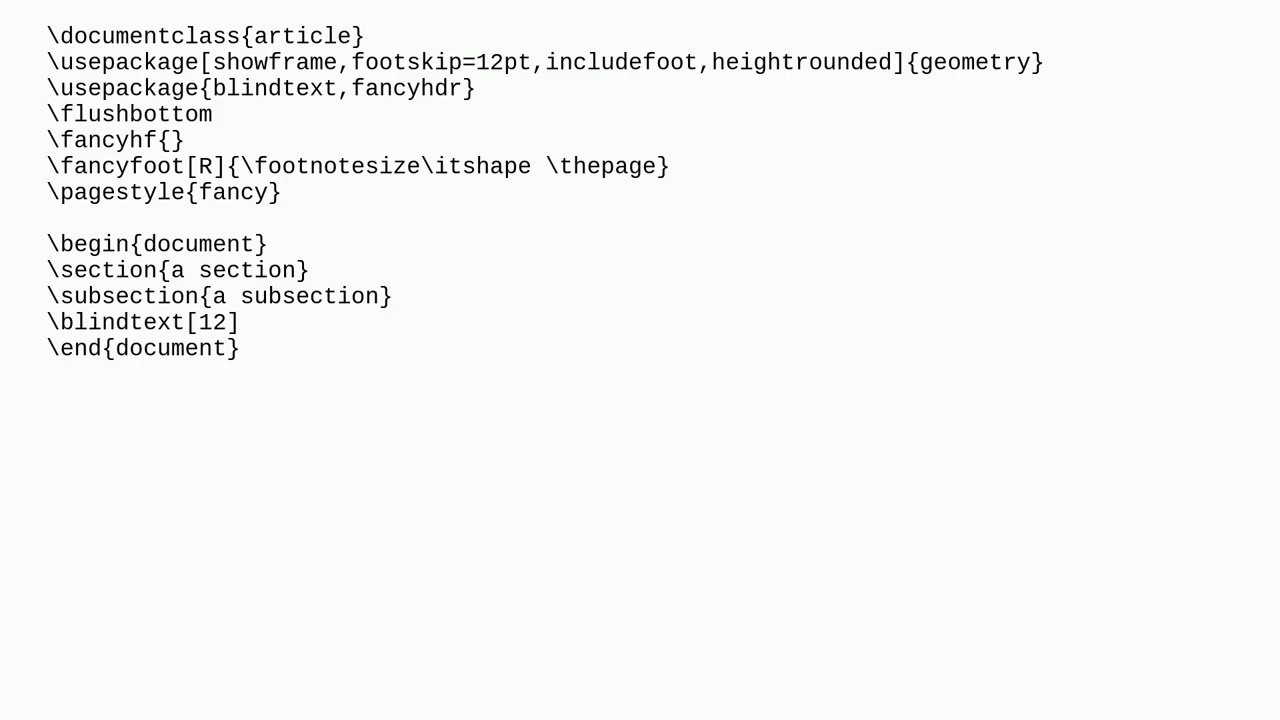 \documentclass{article}
\usepackage[showframe,footskip=12pt,includefoot,heightrounded]{geometry}
\usepackage{blindtext,fancyhdr}
\flushbottom
\fancyhf{}
\fancyfoot[R]{\footnotesize\itshape \thepage}
\pagestyle{fancy}

\begin{document}
\section{a section}
\subsection{a subsection}
\blindtext[12]
\end{document}